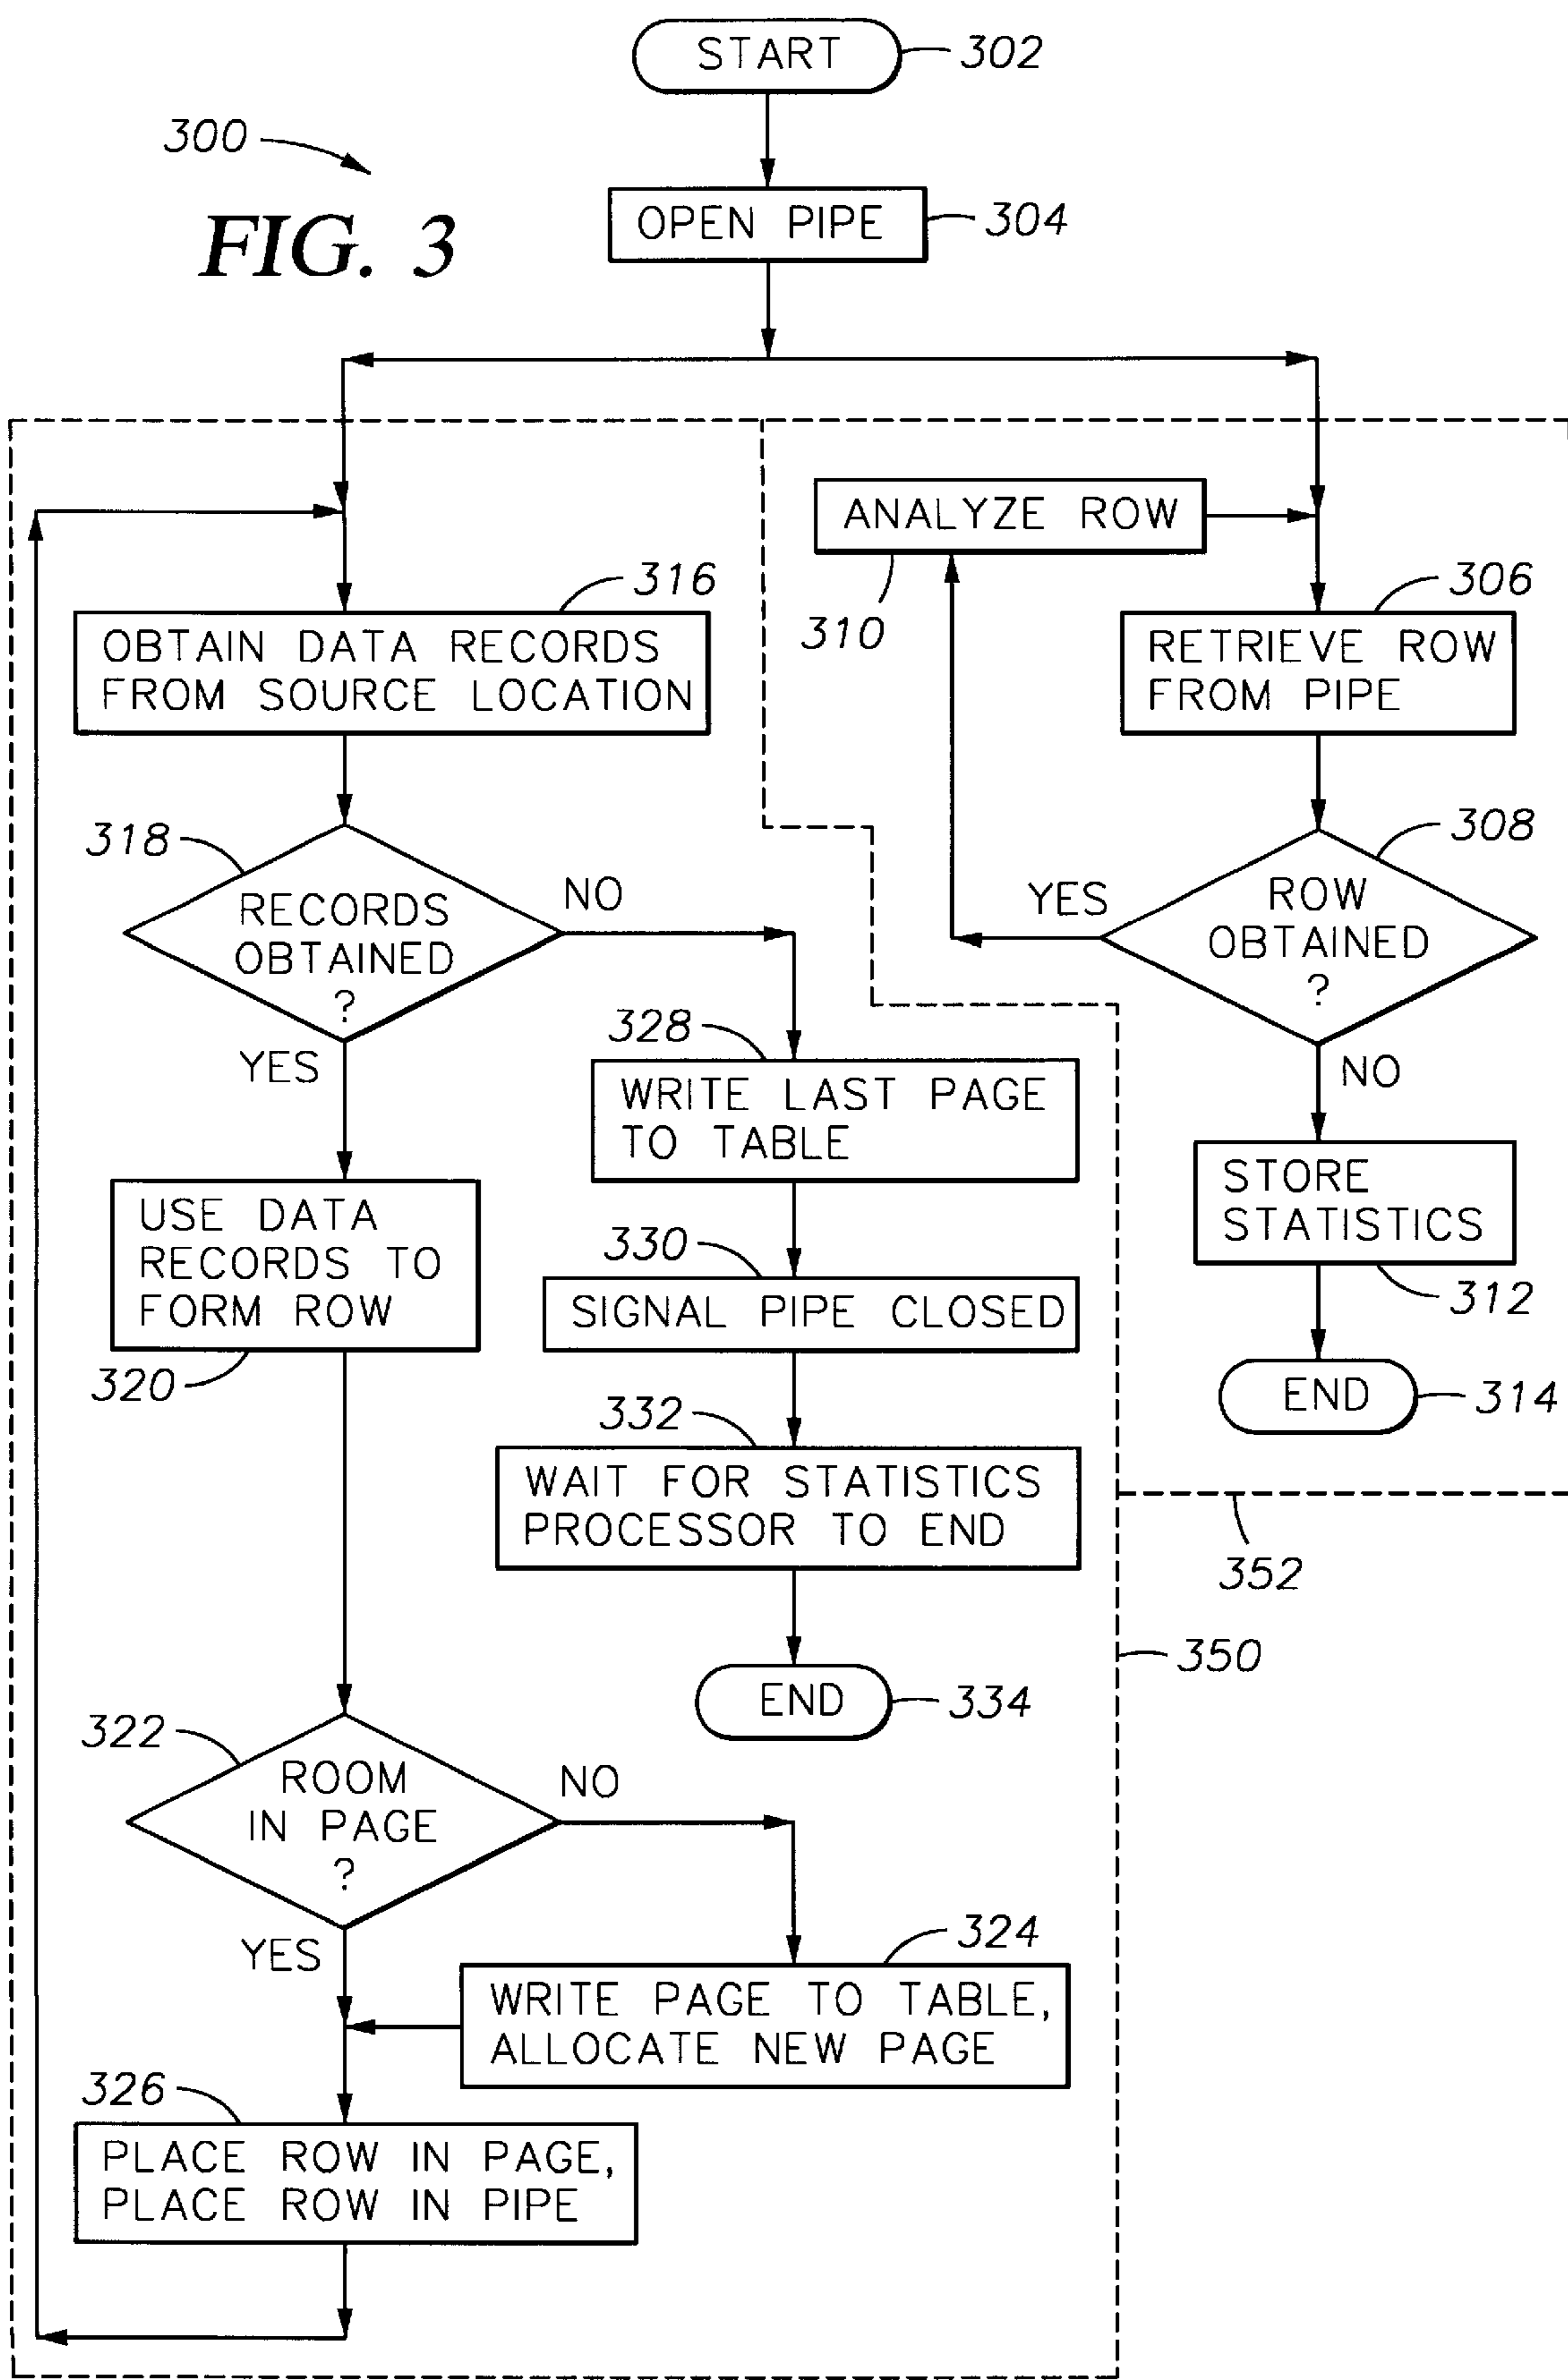 START
302
300
FIG. 3
OPEN PIPE
304
ANALYZE ROW
310
316
OBTAIN DATA RECORDS
FROM SOURCE LOCATION
306
RETRIEVE ROW
FROM PIPE
318
RECORDS
OBTAINED
?
NO
YES
308
ROW
OBTAINED
?
YES
NO
328
WRITE LAST PAGE
TO TABLE
STORE
STATISTICS
312
USE DATA
RECORDS TO
FORM ROW
320
330
SIGNAL PIPE CLOSED
END
314
332
WAIT FOR STATISTICS
PROCESSOR TO END
352
350
END
334
322
ROOM
IN PAGE
?
NO
YES
324
WRITE PAGE TO TABLE,
ALLOCATE NEW PAGE
326
PLACE ROW IN PAGE,
PLACE ROW IN PIPE